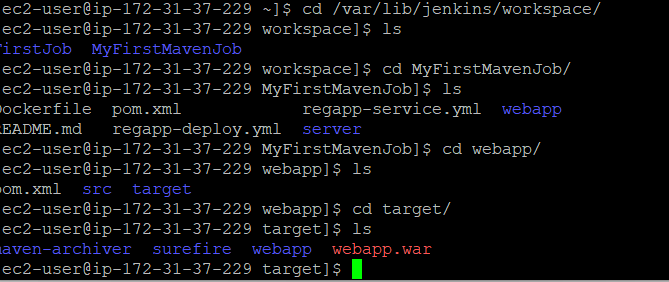 ec2-user@ip-172-31-37-229 ~]$ cd /var/lib/jenkins/workspace/
ec2-user@ip-172-31-37-229 workspace]$ ls
FirstJob  MyFirstMavenJob
ec2-user@ip-172-31-37-229 workspace]$ cd MyFirstMavenJob/
ec2-user@ip-172-31-37-229 MyFirstMavenJob]$ ls
Dockerfile  pom.xml            regapp-service.yml  webapp
README.md  regapp-deploy.yml  server
ec2-user@ip-172-31-37-229 MyFirstMavenJob]$ cd webapp/
ec2-user@ip-172-31-37-229 webapp]$ ls
pom.xml  src  target
ec2-user@ip-172-31-37-229 webapp]$ cd target/
ec2-user@ip-172-31-37-229 target]$ ls
maven-archiver  surefire  webapp  webapp.war
ec2-user@ip-172-31-37-229 target]$